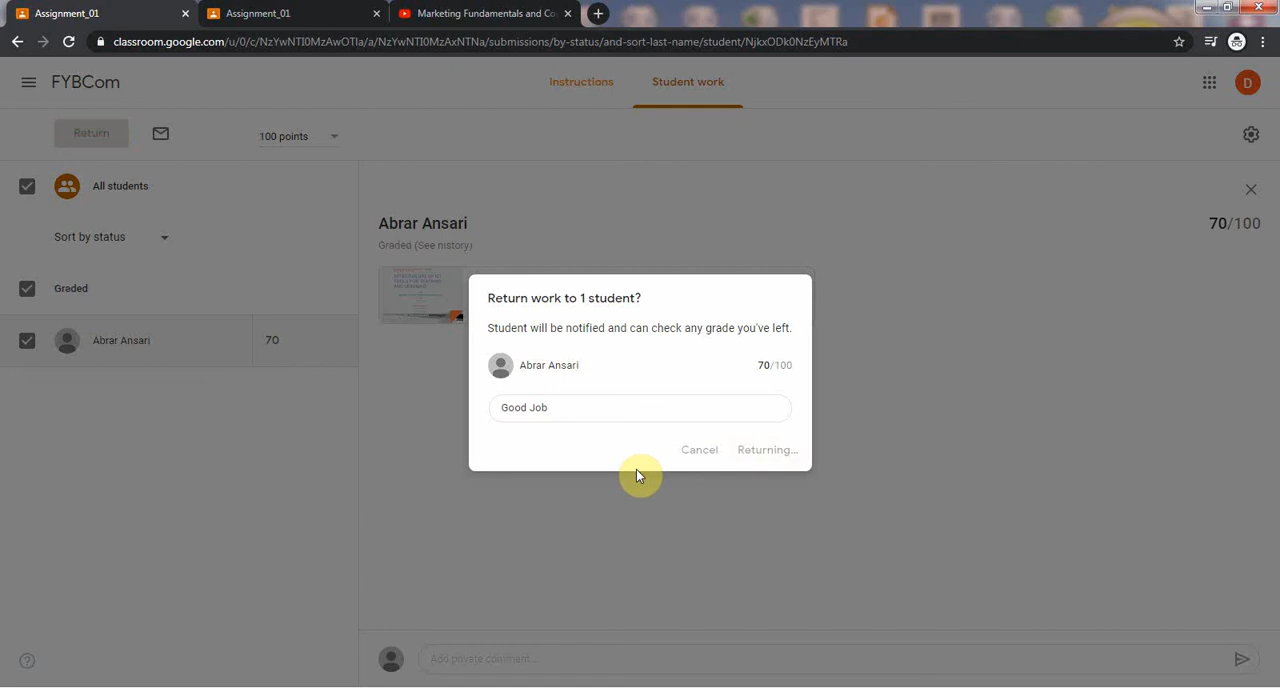 Assignment_01
Assignment_01
Marketing Fundamentals and Co
classroom.google.com/u/0/c/NzYwNTI0MzAwOTIa/a/NzYwNTI0MzAxNTNa/submissions/by-status/and-sort-last-name/student/NjkxODk0NzEyMTRa
FYBCom
Instructions
Student work
D
Return
100 points
All students
Sort by status
Graded
Abrar Ansari
70
Abrar Ansari
70/100
Graded (See history)
Return work to 1 student?
Student will be notified and can check any grade you've left.
Abrar Ansari
70/100
Good Job
Cancel
Returning...
Add private comment...